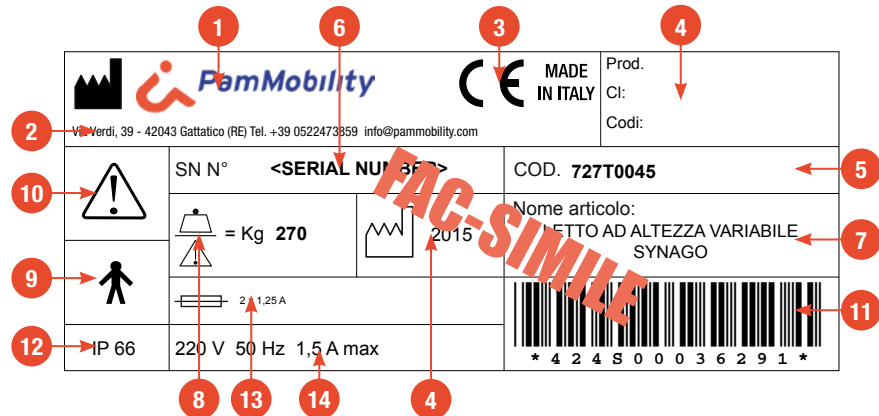 1
6
3
4
PamMobility
CE
MADE
IN ITALY
Prod.
Cl:
Codi:
2
Via Verdi, 39 - 42043 Gattatico (RE) Tel. +39 0522473859 info@pammobility.com
10
SN N° <SERIAL NUMBER>
COD. 727T0045
5
= Kg 270
2015
Nome articolo:
LETTO AD ALTEZZA VARIABILE
SYNAGO
7
FAC-SIMILE
9
2 x 1,25 A
11
12
IP 66
220 V 50 Hz 1,5 A max
*424S00036291*
8
13
14
4